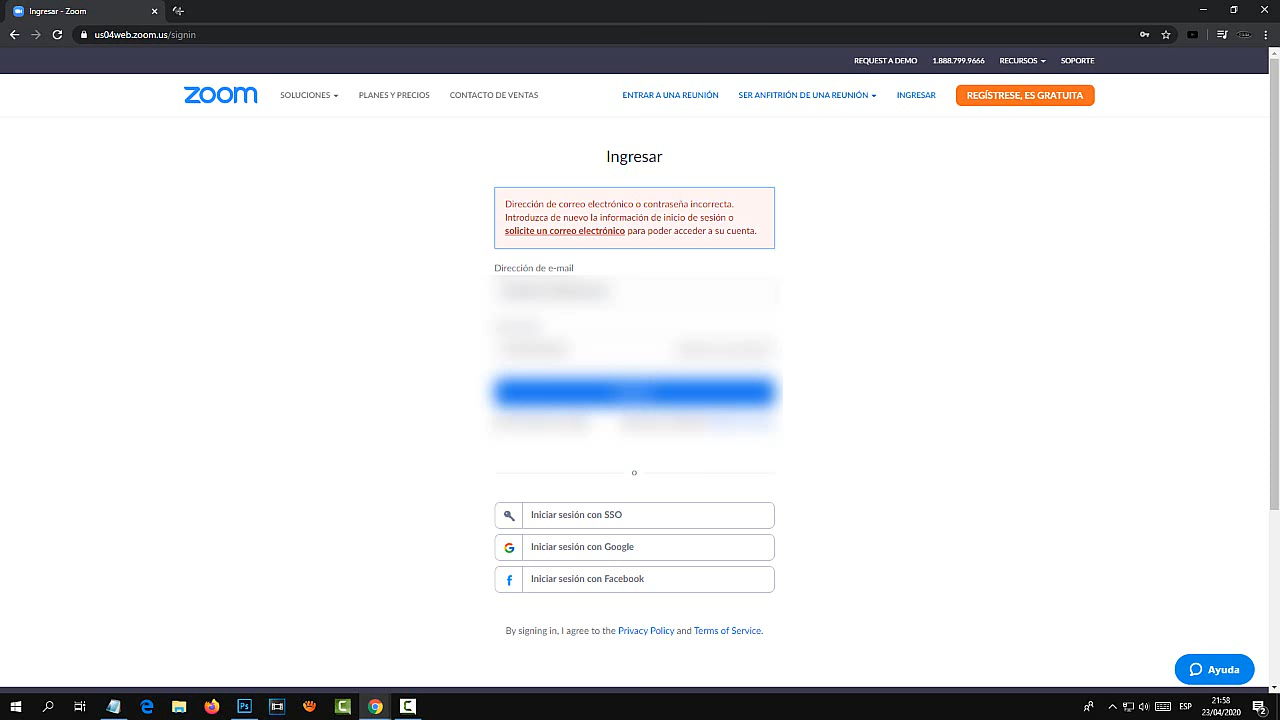 Ingresar - Zoom
us04web.zoom.us/signin
REQUEST A DEMO 1.888.799.9666 RECURSOS SOPORTE
zoom SOLUCIONES PLANES Y PRECIOS CONTACTO DE VENTAS ENTRAR A UNA REUNIÓN SER ANFITRIÓN DE UNA REUNIÓN INGRESAR REGÍSTRESE, ES GRATUITA
Ingresar
Dirección de correo electrónico o contraseña incorrecta.
Introduzca de nuevo la información de inicio de sesión o
solicite un correo electrónico para poder acceder a su cuenta.
Dirección de e-mail
o
Iniciar sesión con SSO
Iniciar sesión con Google
Iniciar sesión con Facebook
By signing in, I agree to the Privacy Policy and Terms of Service.
Ayuda
ESP
21:58
23/04/2020